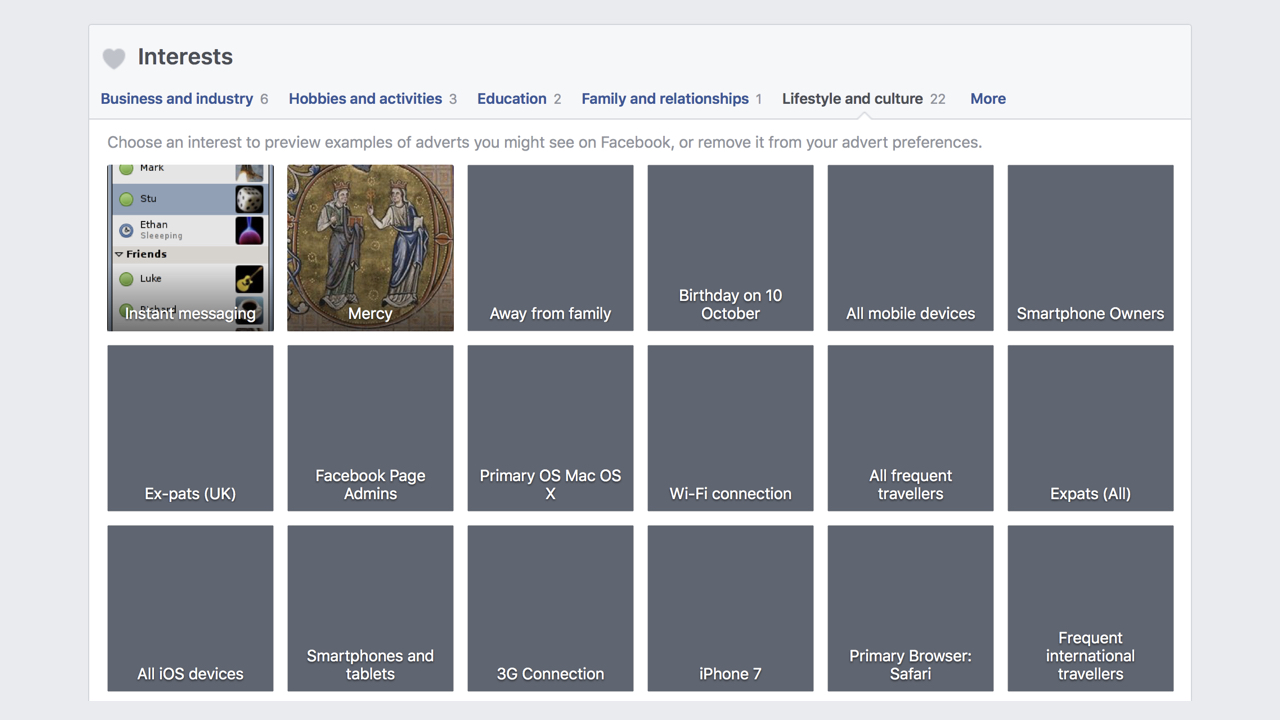 Interests
Business and industry 6 Hobbies and activities 3 Education 2 Family and relationships 1 Lifestyle and culture 22 More
Choose an interest to preview examples of adverts you might see on Facebook, or remove it from your advert preferences.
Mark
Stu
Ethan
Sleeeping
Friends
Luke
Richard
Instant messaging
Mercy
Away from family
Birthday on 10
October
All mobile devices
Smartphone Owners
Ex-pats (UK)
Facebook Page
Admins
Primary OS Mac OS
X
Wi-Fi connection
All frequent
travellers
Expats (All)
All iOS devices
Smartphones and
tablets
3G Connection
iPhone 7
Primary Browser:
Safari
Frequent
international
travellers